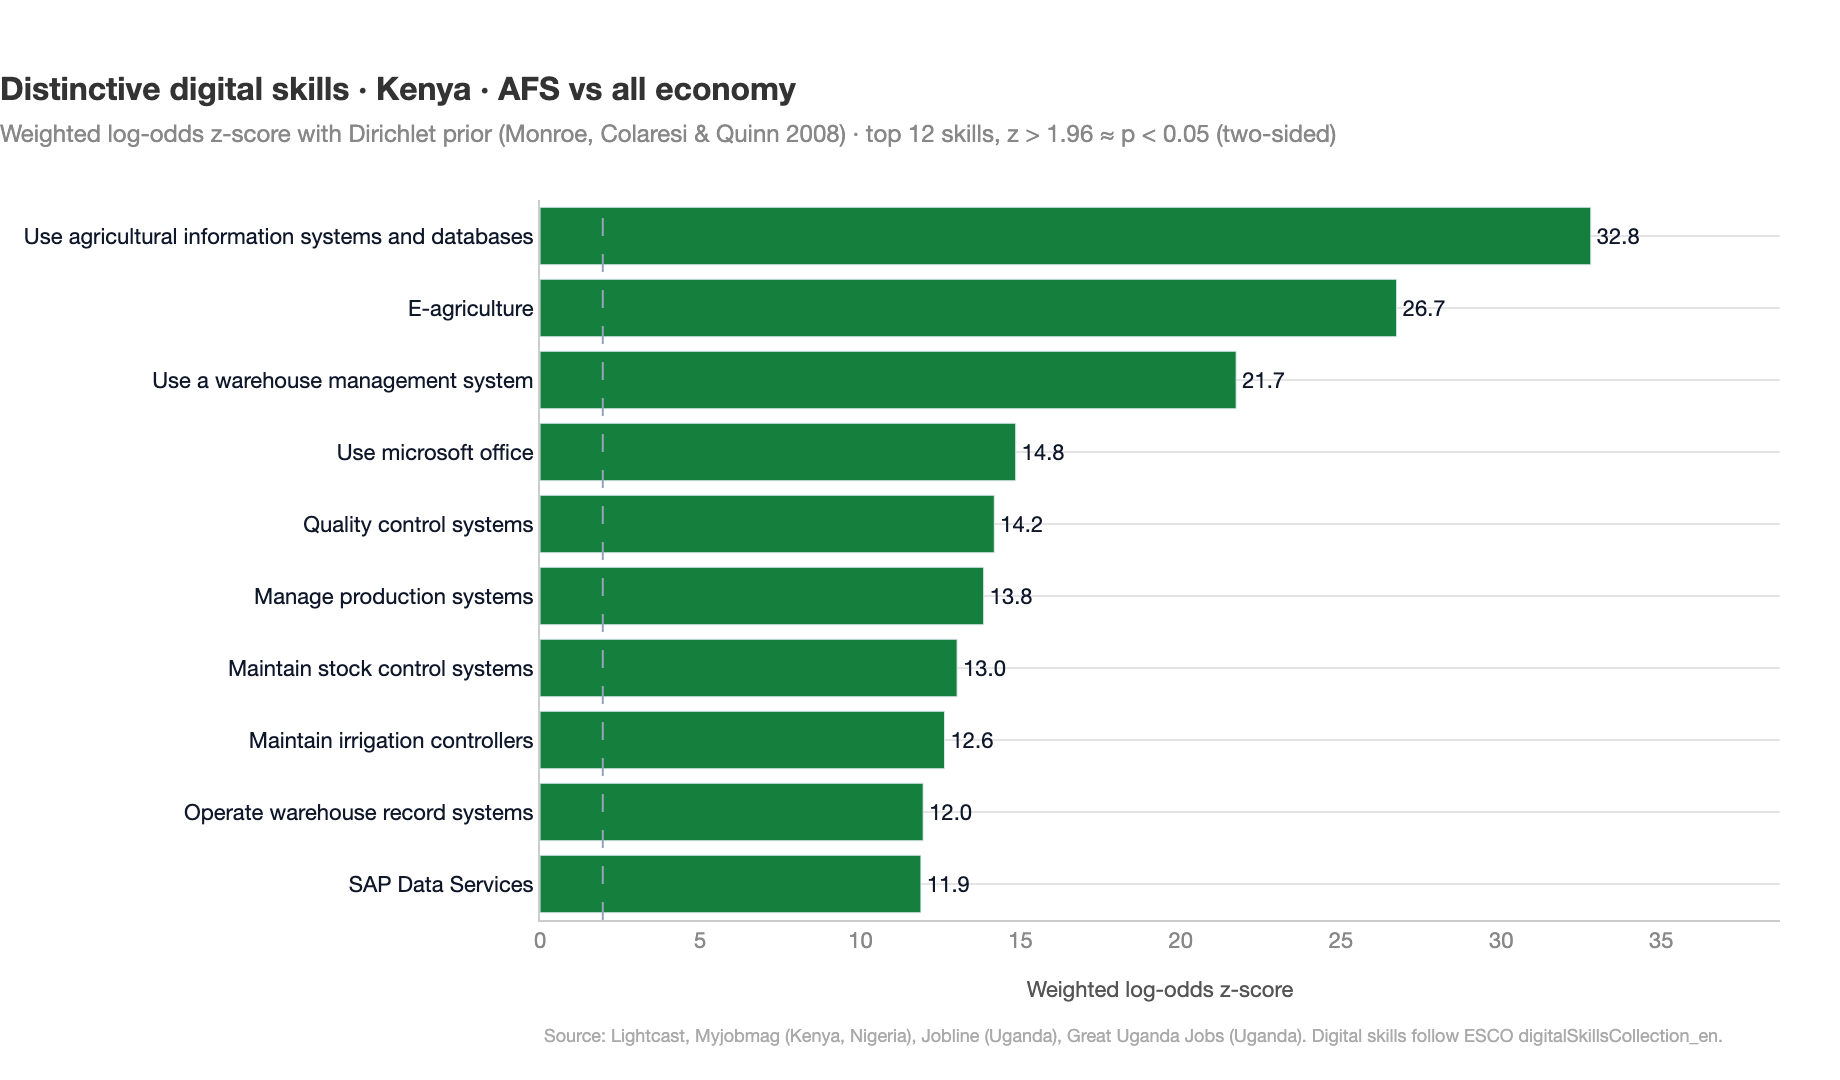 Distinctive digital skills · Kenya · AFS vs all economy
Weighted log-odds z-score with Dirichlet prior (Monroe, Colaresi & Quinn 2008) · top 12 skills, z > 1.96 ≈ p < 0.05 (two-sided)
Use agricultural information systems and databases 32.8
E-agriculture 26.7
Use a warehouse management system 21.7
Use microsoft office 14.8
Quality control systems 14.2
Manage production systems 13.8
Maintain stock control systems 13.0
Maintain irrigation controllers 12.6
Operate warehouse record systems 12.0
SAP Data Services 11.9
0 5 10 15 20 25 30 35
Weighted log-odds z-score
Source: Lightcast, Myjobmag (Kenya, Nigeria), Jobline (Uganda), Great Uganda Jobs (Uganda). Digital skills follow ESCO digitalSkillsCollection_en.